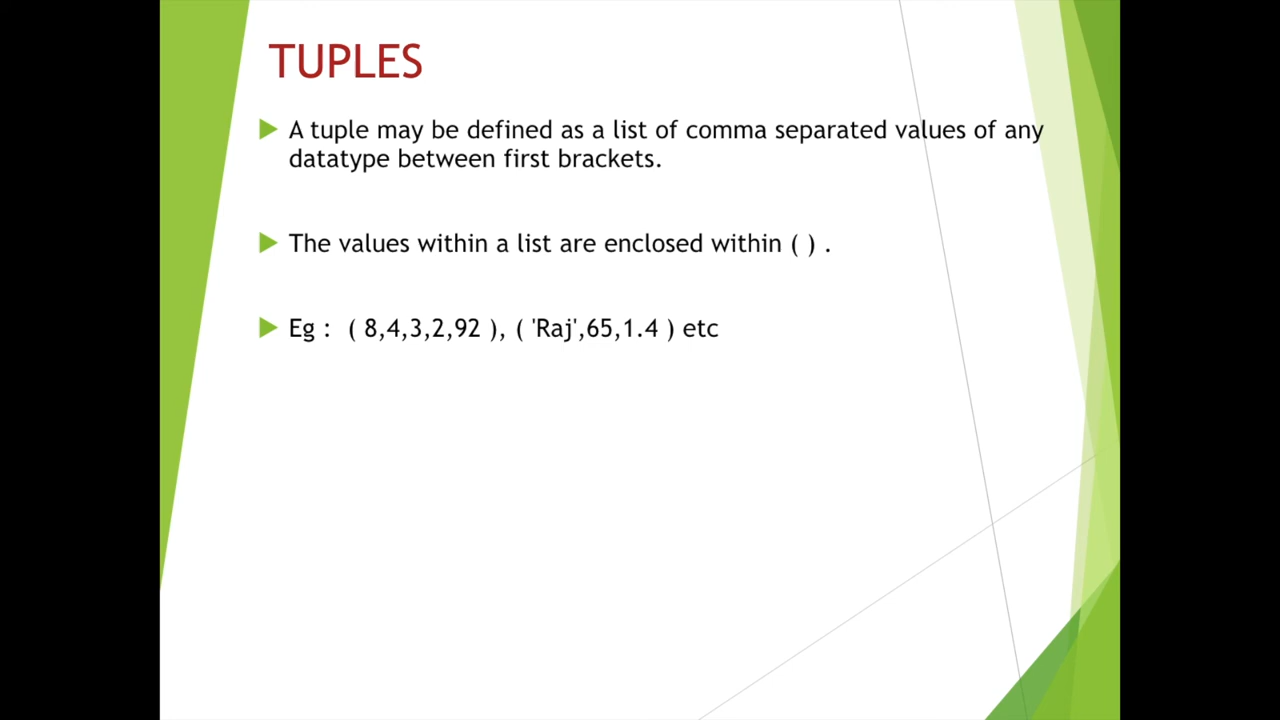 TUPLES
A tuple may be defined as a list of comma separated values of any
datatype between first brackets.
The values within a list are enclosed within ( ) .
Eg : ( 8,4,3,2,92 ), ( 'Raj',65,1.4 ) etc